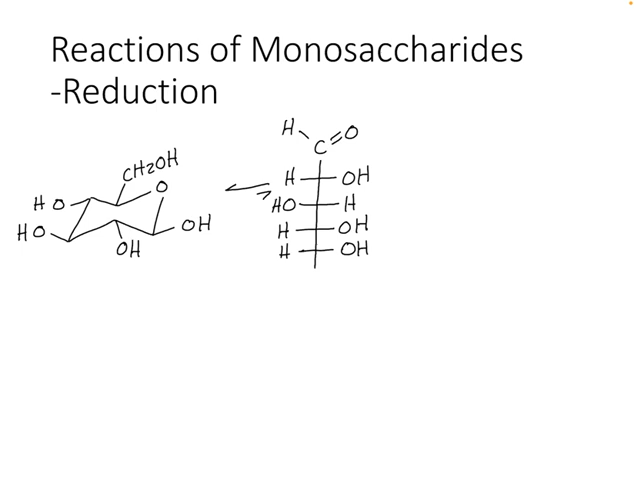 Reactions of Monosaccharides
-Reduction
H
C=O
CH2OH
O
H OH
HO
HO H
HO
OH
H OH
OH
H OH